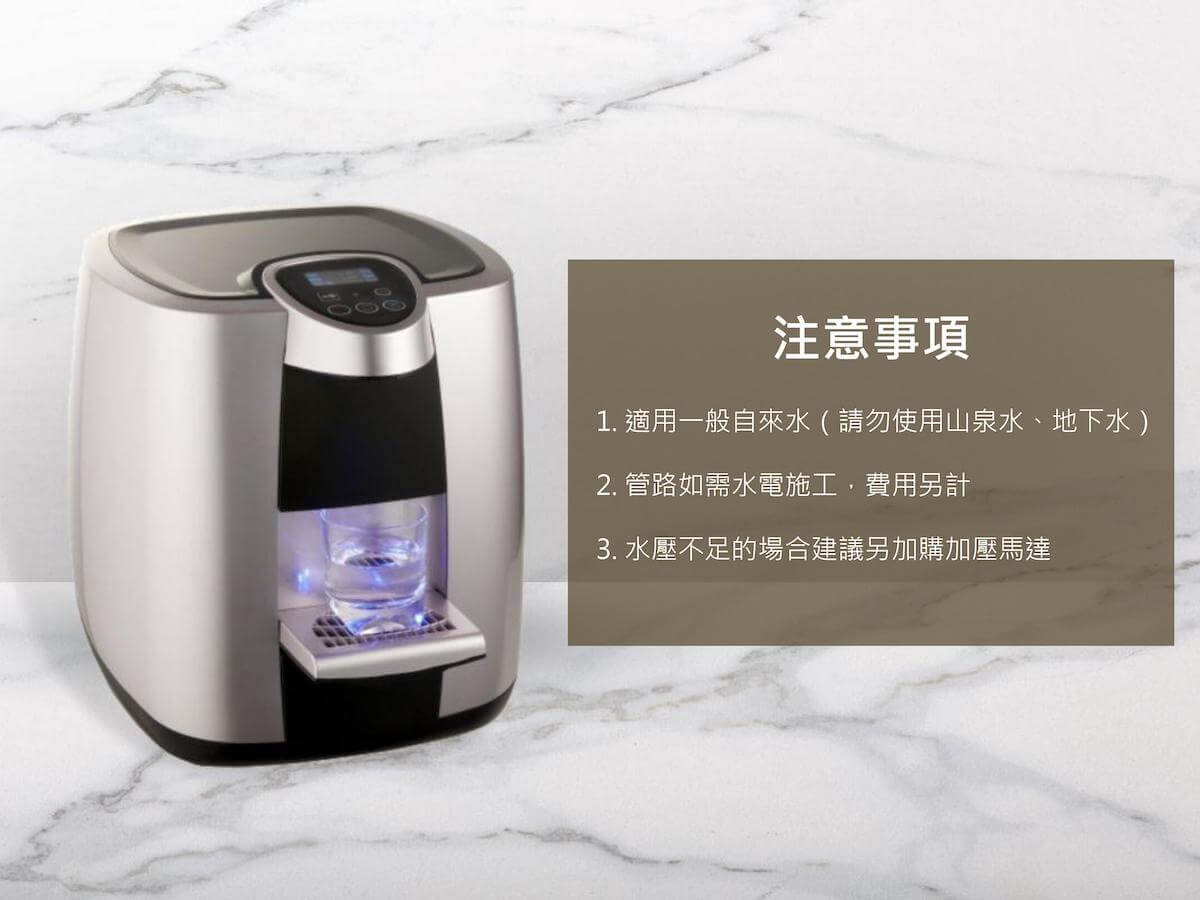 注意事項
1. 適用一般自來水（請勿使用山泉水、地下水）
2. 管路如需水電施工，費用另計
3. 水壓不足的場合建議另加購加壓馬達